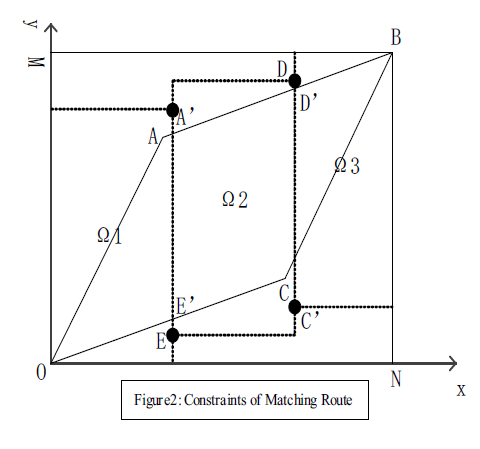 y
M
B
D
D'
A'
A
Ω3
Ω2
Ω1
E'
C
C'
E
O
N
x
Figure2: Constraints of Matching Route